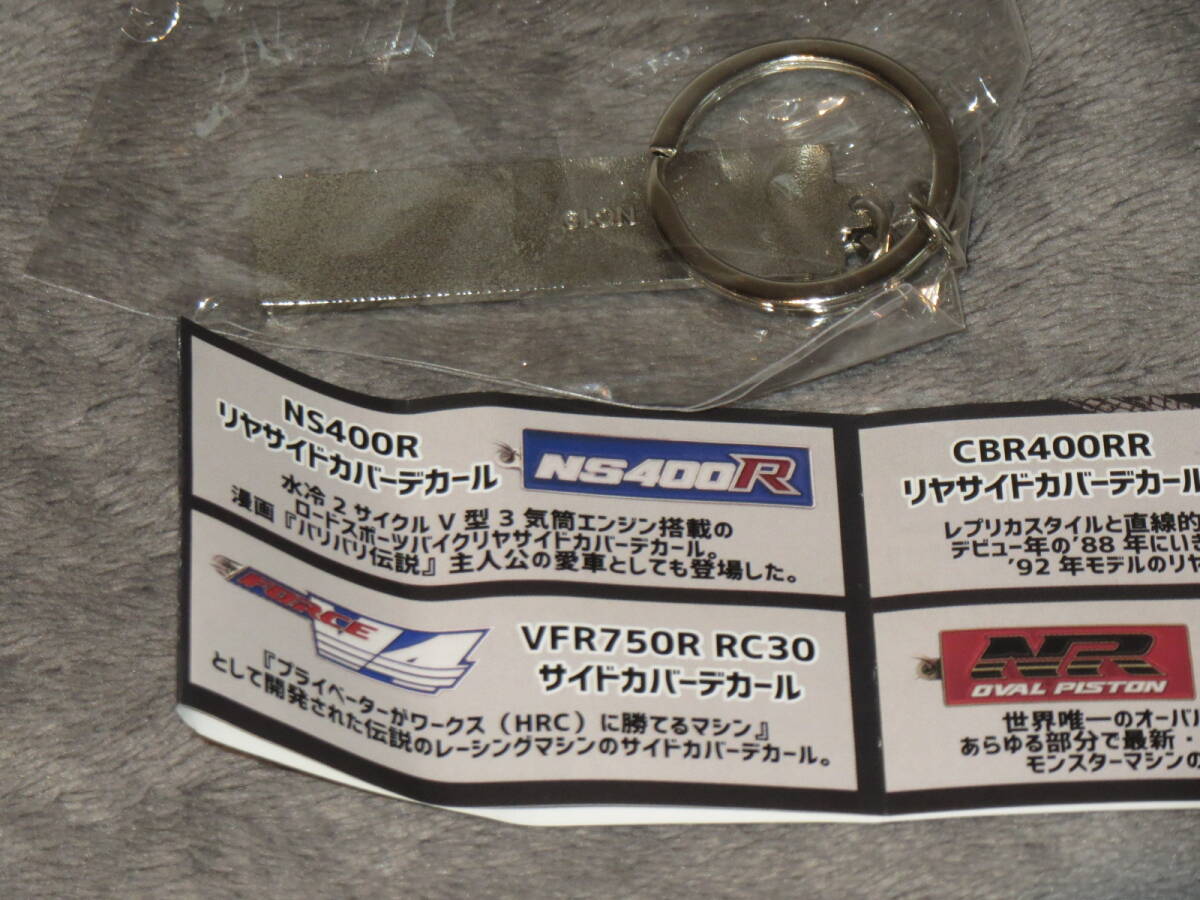 NO13
NS400R
リヤサイドカバーデカール
NS400R
水冷2サイクルV型3気筒エンジン搭載の
ロードスポーツバイクリヤサイドカバーデカール。
漫画『バリバリ伝説』主人公の愛車としても登場した。
CBR400RR
リヤサイドカバーデカール
レプリカスタイルと直線的
デビュー年の'88年にいき
'92年モデルのリヤ
FORCE
VFR750R RC30
サイドカバーデカール
『プライベーターがワークス（HRC）に勝てるマシン』
として開発された伝説のレーシングマシンのサイドカバーデカール。
NR
OVAL PISTON
世界唯一のオーバル
あらゆる部分で最新・
モンスターマシンの